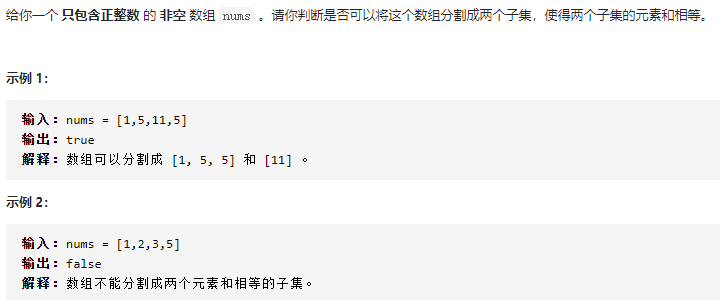 给你一个 只包含正整数 的 非空 数组 nums 。请你判断是否可以将这个数组分割成两个子集，使得两个子集的元素和相等。
示例 1：
输入：nums = [1,5,11,5]
输出：true
解释：数组可以分割成 [1, 5, 5] 和 [11] 。
示例 2：
输入：nums = [1,2,3,5]
输出：false
解释：数组不能分割成两个元素和相等的子集。